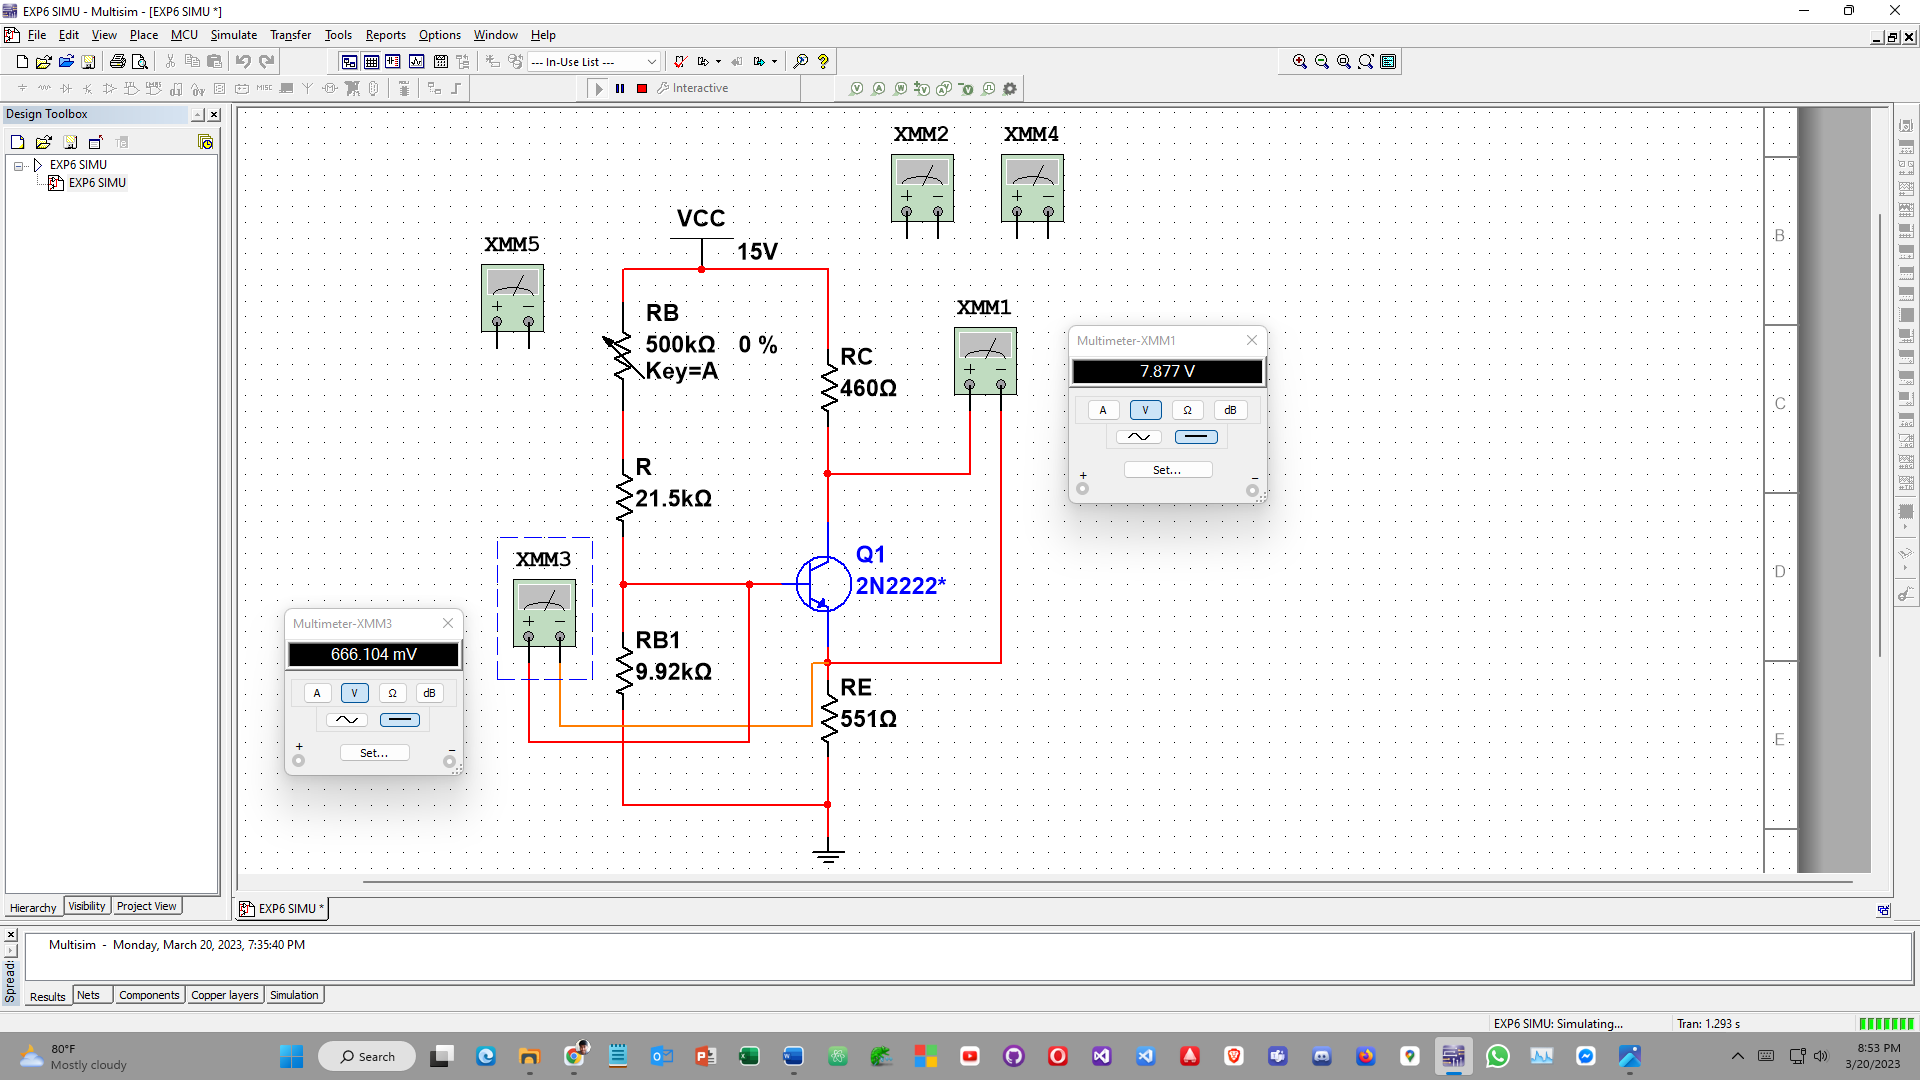 EXP6 SIMU - Multisim - [EXP6 SIMU *]
File Edit View Place MCU Simulate Transfer Tools Reports Options Window Help
--- In-Use List ---
Interactive
Design Toolbox
EXP6 SIMU
EXP6 SIMU
XMM2
XMM4
VCC
15V
XMM5
RB
500kΩ 0 %
Key=A
RC
460Ω
XMM1
Multimeter-XMM1
7.877 V
A V Ω dB
Set...
+ -
R
21.5kΩ
XMM3
Q1
2N2222*
Multimeter-XMM3
666.104 mV
A V Ω dB
Set...
+ -
RB1
9.92kΩ
RE
551Ω
B
C
D
E
Hierarchy Visibility Project View
EXP6 SIMU *
Multisim - Monday, March 20, 2023, 7:35:40 PM
Results Nets Components Copper layers Simulation
EXP6 SIMU: Simulating... Tran: 1.293 s
80°F
Mostly cloudy
Search
8:53 PM
3/20/2023